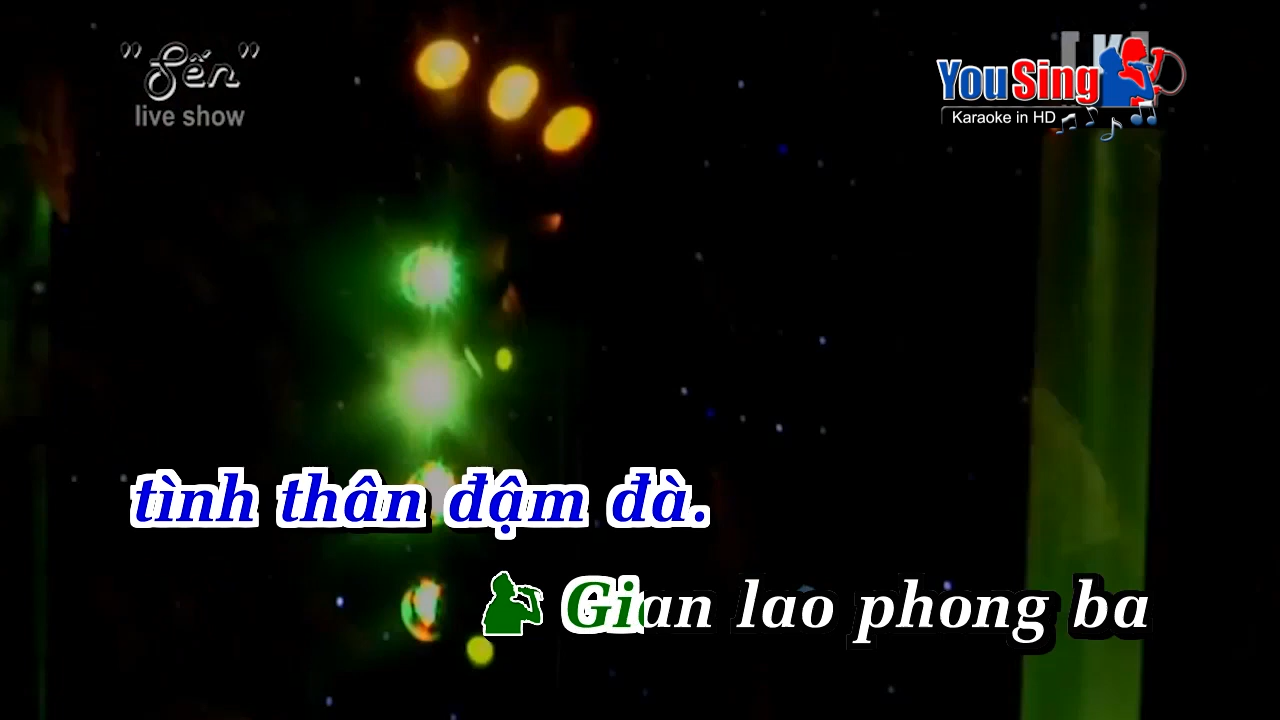 "Sến"
live show
YouSing
Karaoke in HD
tình thân đậm đà.
Gian lao phong ba